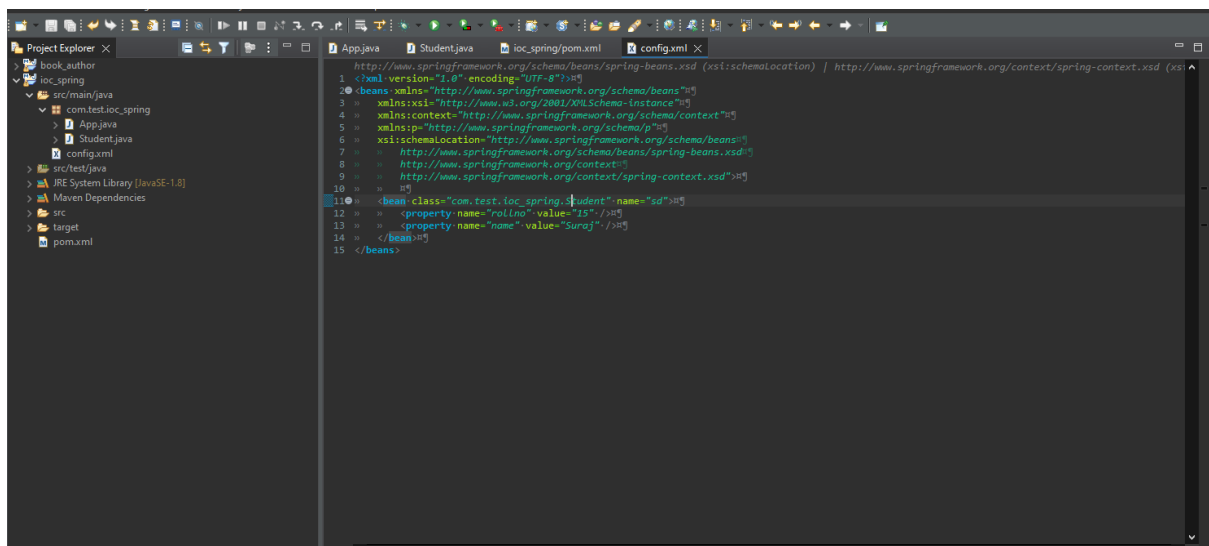 Project Explorer
App.java Student.java ioc_spring/pom.xml config.xml
book_author
ioc_spring
src/main/java
com.test.ioc_spring
App.java
Student.java
config.xml
src/test/java
JRE System Library [JavaSE-1.8]
Maven Dependencies
src
target
pom.xml
http://www.springframework.org/schema/beans/spring-beans.xsd (xsi:schemaLocation) | http://www.springframework.org/context/spring-context.xsd (xs
1 <?xml version="1.0" encoding="UTF-8"?>
2 <beans xmlns="http://www.springframework.org/schema/beans"
3 xmlns:xsi="http://www.w3.org/2001/XMLSchema-instance"
4 xmlns:context="http://www.springframework.org/schema/context"
5 xmlns:p="http://www.springframework.org/schema/p"
6 xsi:schemaLocation="http://www.springframework.org/schema/beans
7 http://www.springframework.org/schema/beans/spring-beans.xsd
8 http://www.springframework.org/context
9 http://www.springframework.org/context/spring-context.xsd">
10
11 <bean class="com.test.ioc_spring.Student" name="sd">
12 <property name="rollno" value="15" />
13 <property name="name" value="Suraj" />
14 </bean>
15 </beans>